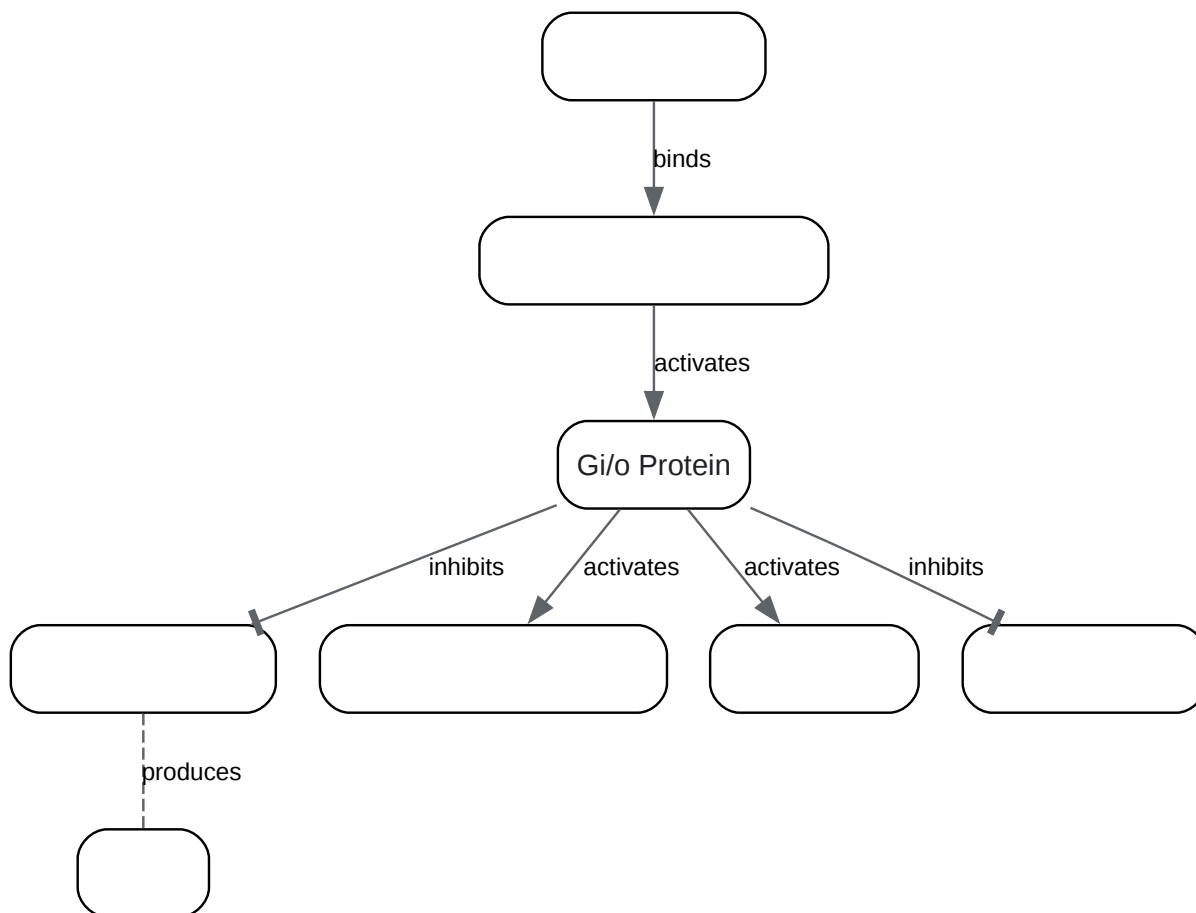 binds
activates
Gi/o Protein
inhibits
activates
activates
inhibits
produces